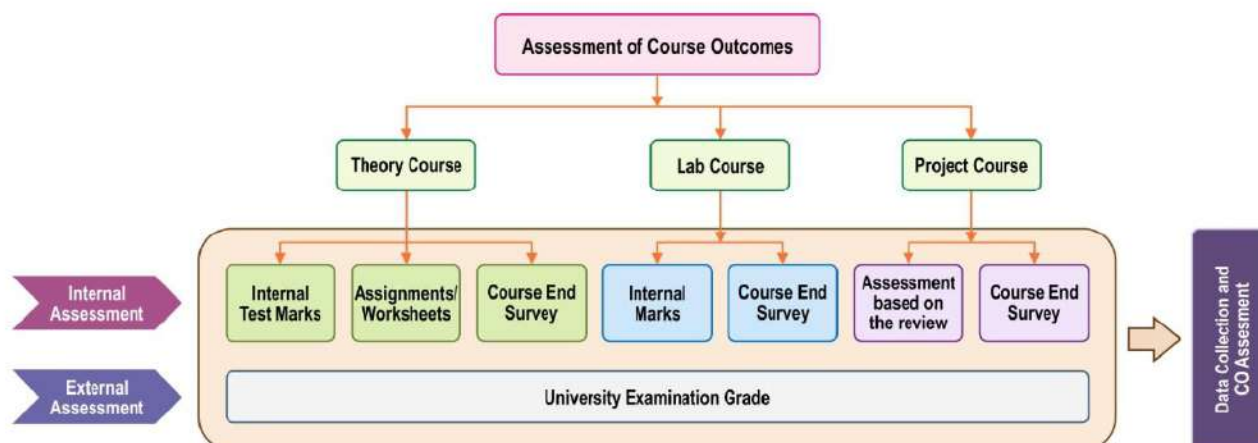 Assessment of Course Outcomes
Theory Course
Lab Course
Project Course
Internal
Assessment
Internal
Test Marks
Assignments/
Worksheets
Course End
Survey
Internal
Marks
Course End
Survey
Assessment
based on
the review
Course End
Survey
External
Assessment
University Examination Grade
Data Collection and
CO Assesment